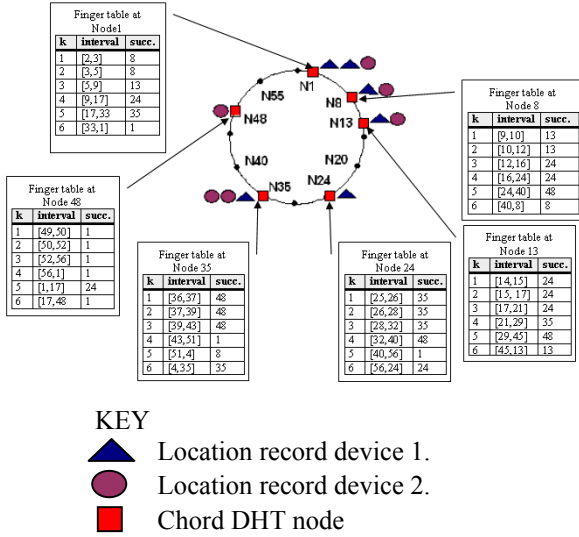 Finger table at
Node1
k interval succ.
1 [2,3] 8
2 [3,5] 8
3 [5,9] 13
4 [9,17] 24
5 [17,33 35
6 [33,1] 1
N1
N8
N13
N20
N24
N35
N40
N48
N55
Finger table at
Node 8
k interval succ.
1 [9,10] 13
2 [10,12] 13
3 [12,16] 24
4 [16,24] 24
5 [24,40] 48
6 [40,8] 8
Finger table at
Node 48
k interval succ.
1 [49,50] 1
2 [50,52] 1
3 [52,56] 1
4 [56,1] 1
5 [1,17] 24
6 [17,48 1
Finger table at
Node 35
k interval succ.
1 [36,37] 48
2 [37,39] 48
3 [39,43] 48
4 [43,51] 1
5 [51,4] 8
6 [4,35] 35
Finger table at
Node 24
k interval succ.
1 [25,26] 35
2 [26,28] 35
3 [28,32] 35
4 [32,40] 48
5 [40,56] 1
6 [56,24] 24
Finger table at
Node 13
k interval succ.
1 [14,15] 24
2 [15, 17] 24
3 [17,21] 24
4 [21,29] 35
5 [29,45] 48
6 [45,13] 13
KEY
Location record device 1.
Location record device 2.
Chord DHT node